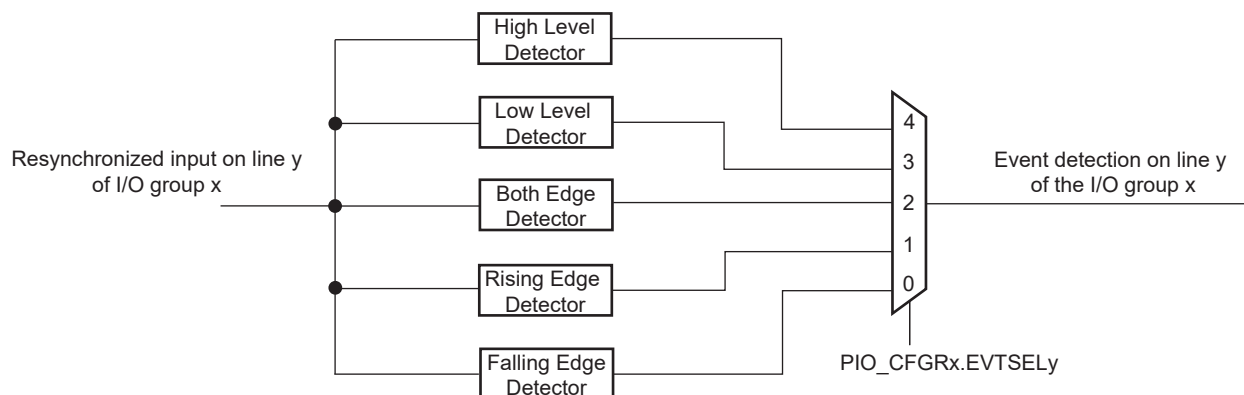 High Level
Detector
Low Level
Detector
4
3
Resynchronized input on line y
of I/O group x
Event detection on line y
of the I/O group x
Both Edge
Detector
2
1
Rising Edge
Detector
0
Falling Edge
Detector
PIO_CFGRx.EVTSELy